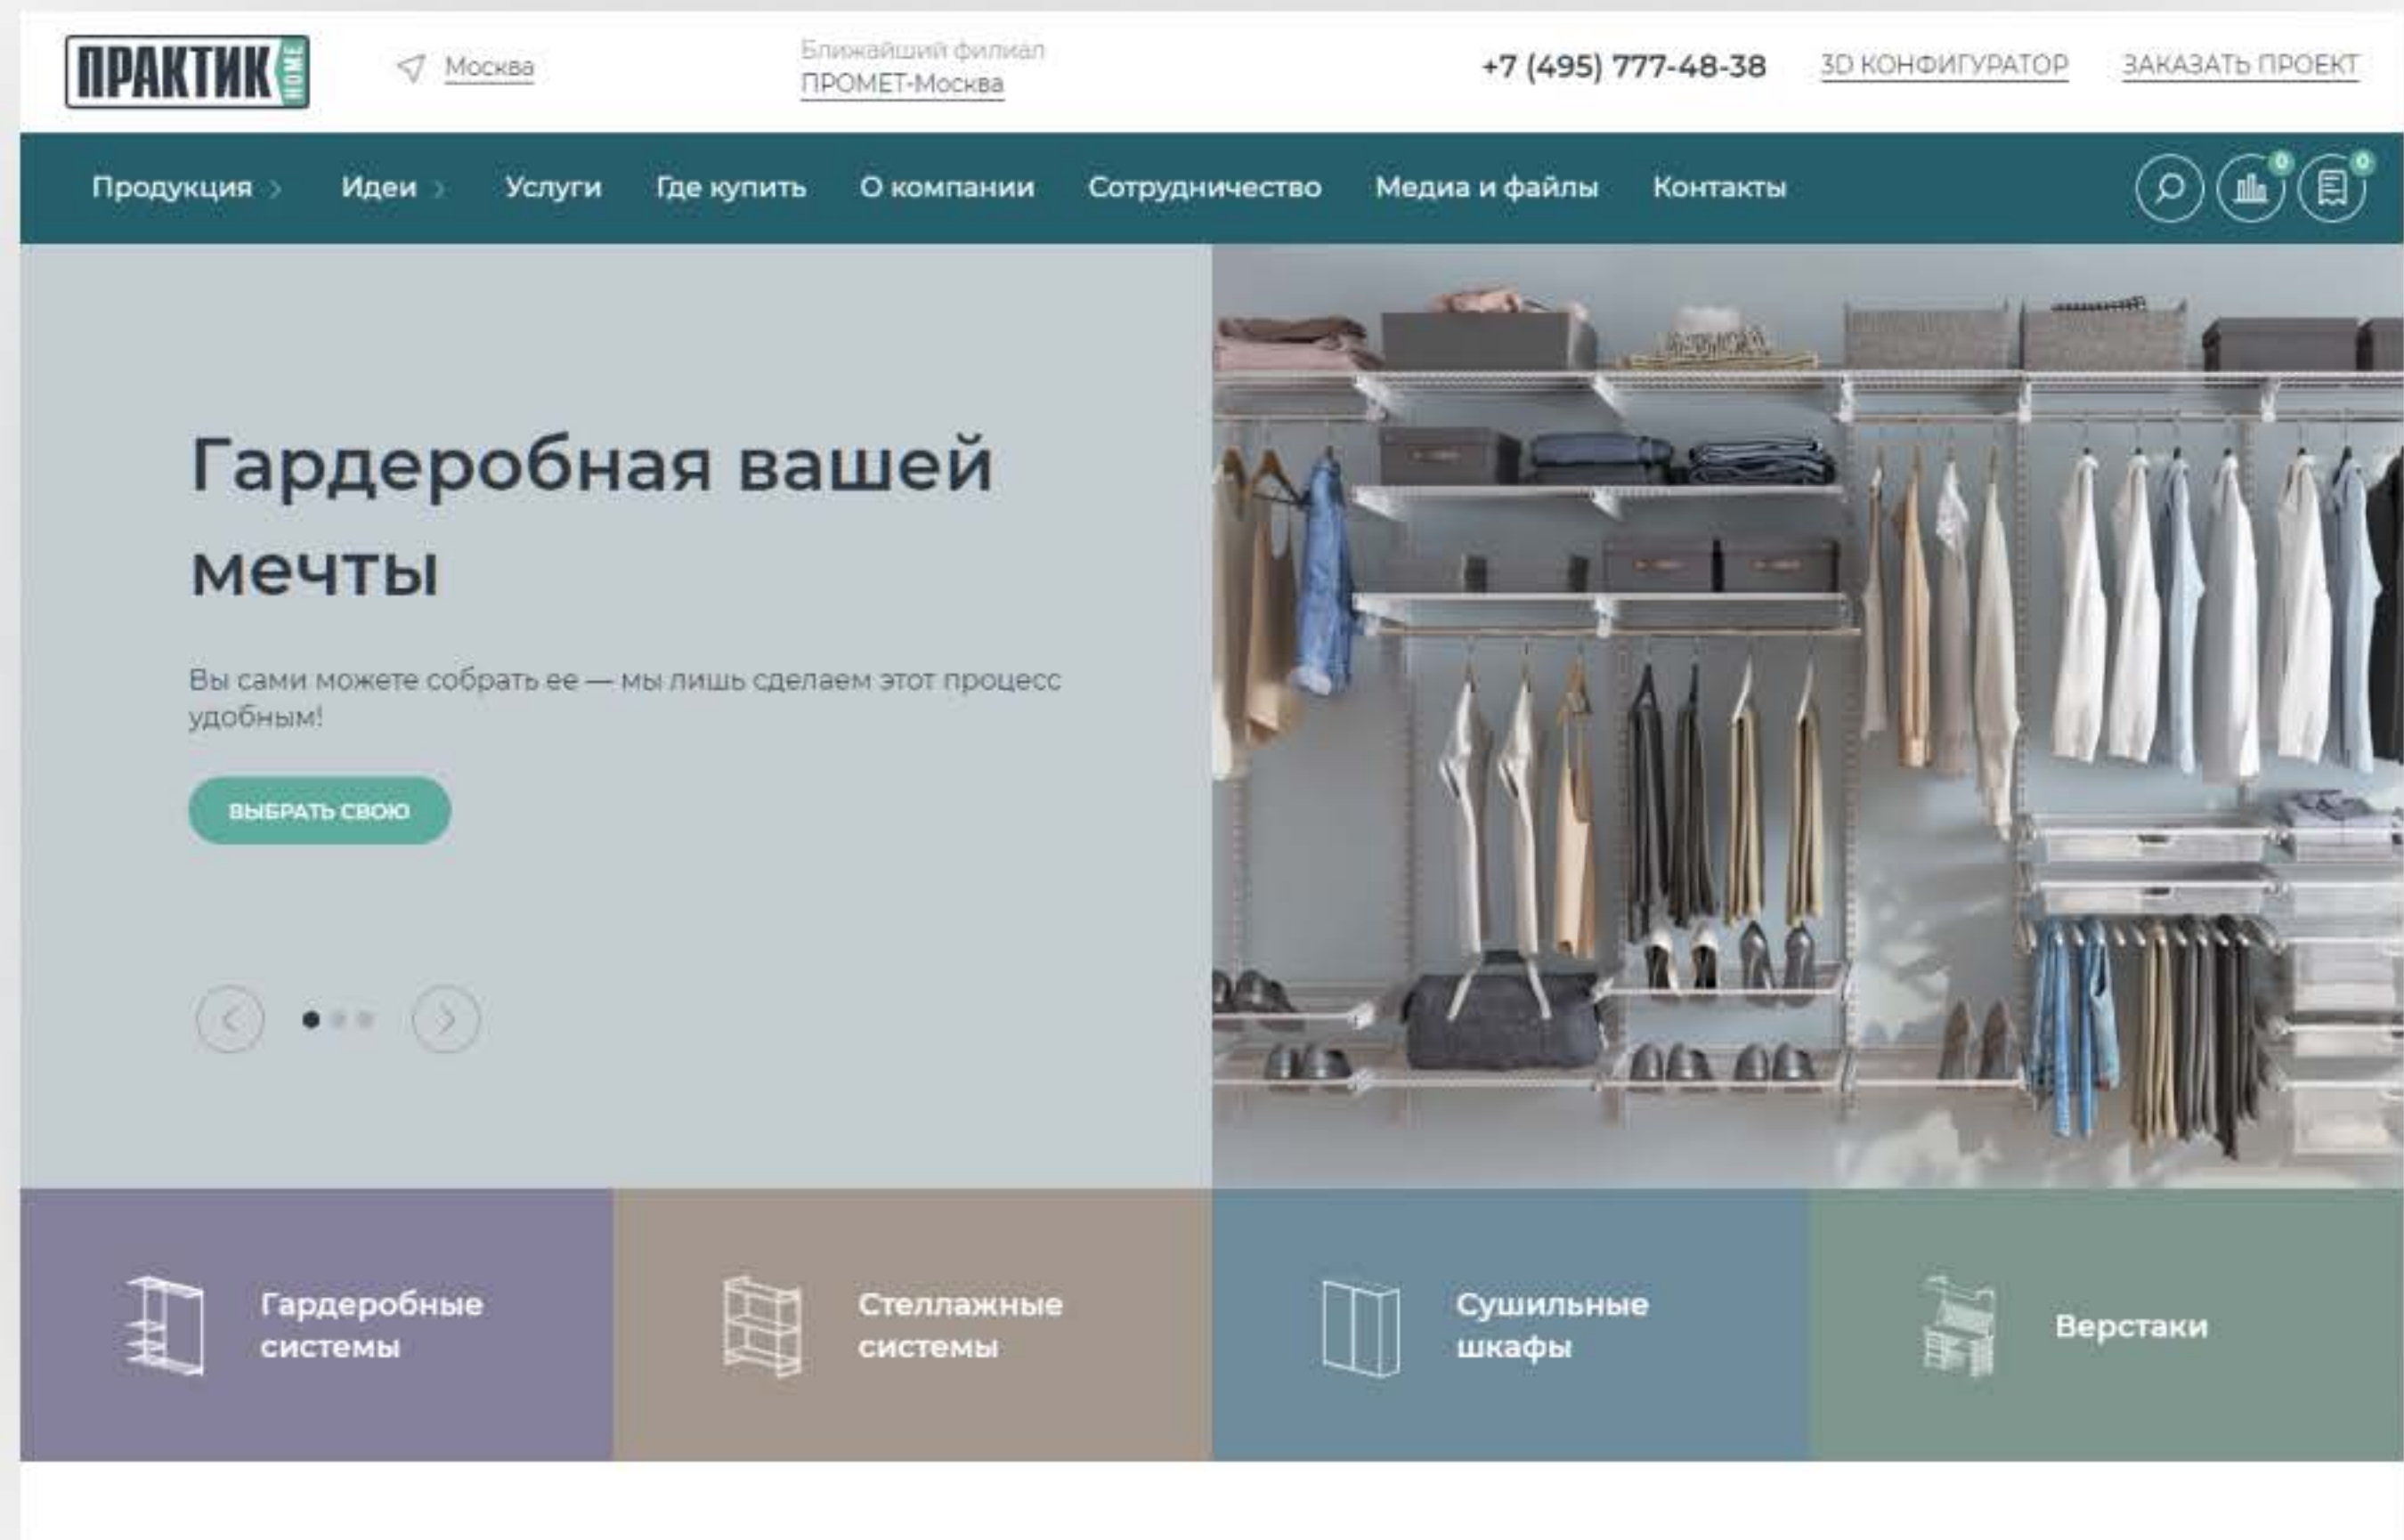 ПРАКТИК HOME
Москва
Ближайший филиал
ПРОМЕТ-Москва
+7 (495) 777-48-38
3D КОНФИГУРАТОР
ЗАКАЗАТЬ ПРОЕКТ
Продукция
Идеи
Услуги
Где купить
О компании
Сотрудничество
Медиа и файлы
Контакты
0
0
Гардеробная вашей
мечты
Вы сами можете собрать ее — мы лишь сделаем этот процесс
удобным!
ВЫБРАТЬ СВОЮ
Гардеробные
системы
Стеллажные
системы
Сушильные
шкафы
Верстаки